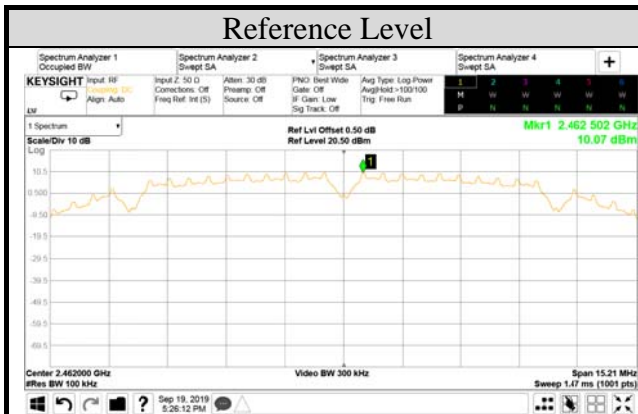 Reference Level
Spectrum Analyzer 1
Occupied BW
Spectrum Analyzer 2
Swept SA
Spectrum Analyzer 3
Swept SA
Spectrum Analyzer 4
Swept SA
+
KEYSIGHT
Input: RF
Coupling: DC
Align: Auto
Input Z: 50 Ω
Corrections: Off
Freq Ref: Int (S)
Atten: 30 dB
Preamp: Off
Source: Off
PNO: Best Wide
Gate: Off
IF Gain: Low
Sig Track: Off
Avg Type: Log-Power
Avg|Hold:>100/100
Trig: Free Run
1 2 3 4 5 6
M W W W W W
P N N N N N
1 Spectrum
Scale/Div 10 dB
Log
Ref Lvl Offset 0.50 dB
Ref Level 20.50 dBm
Mkr1 2.462 502 GHz
10.07 dBm
1
10.5
0.500
-9.50
-19.5
-29.5
-39.5
-49.5
-59.5
-69.5
Center 2.462000 GHz
#Res BW 100 kHz
Video BW 300 kHz
Span 15.21 MHz
Sweep 1.47 ms (1001 pts)
?
Sep 19, 2019
5:26:12 PM